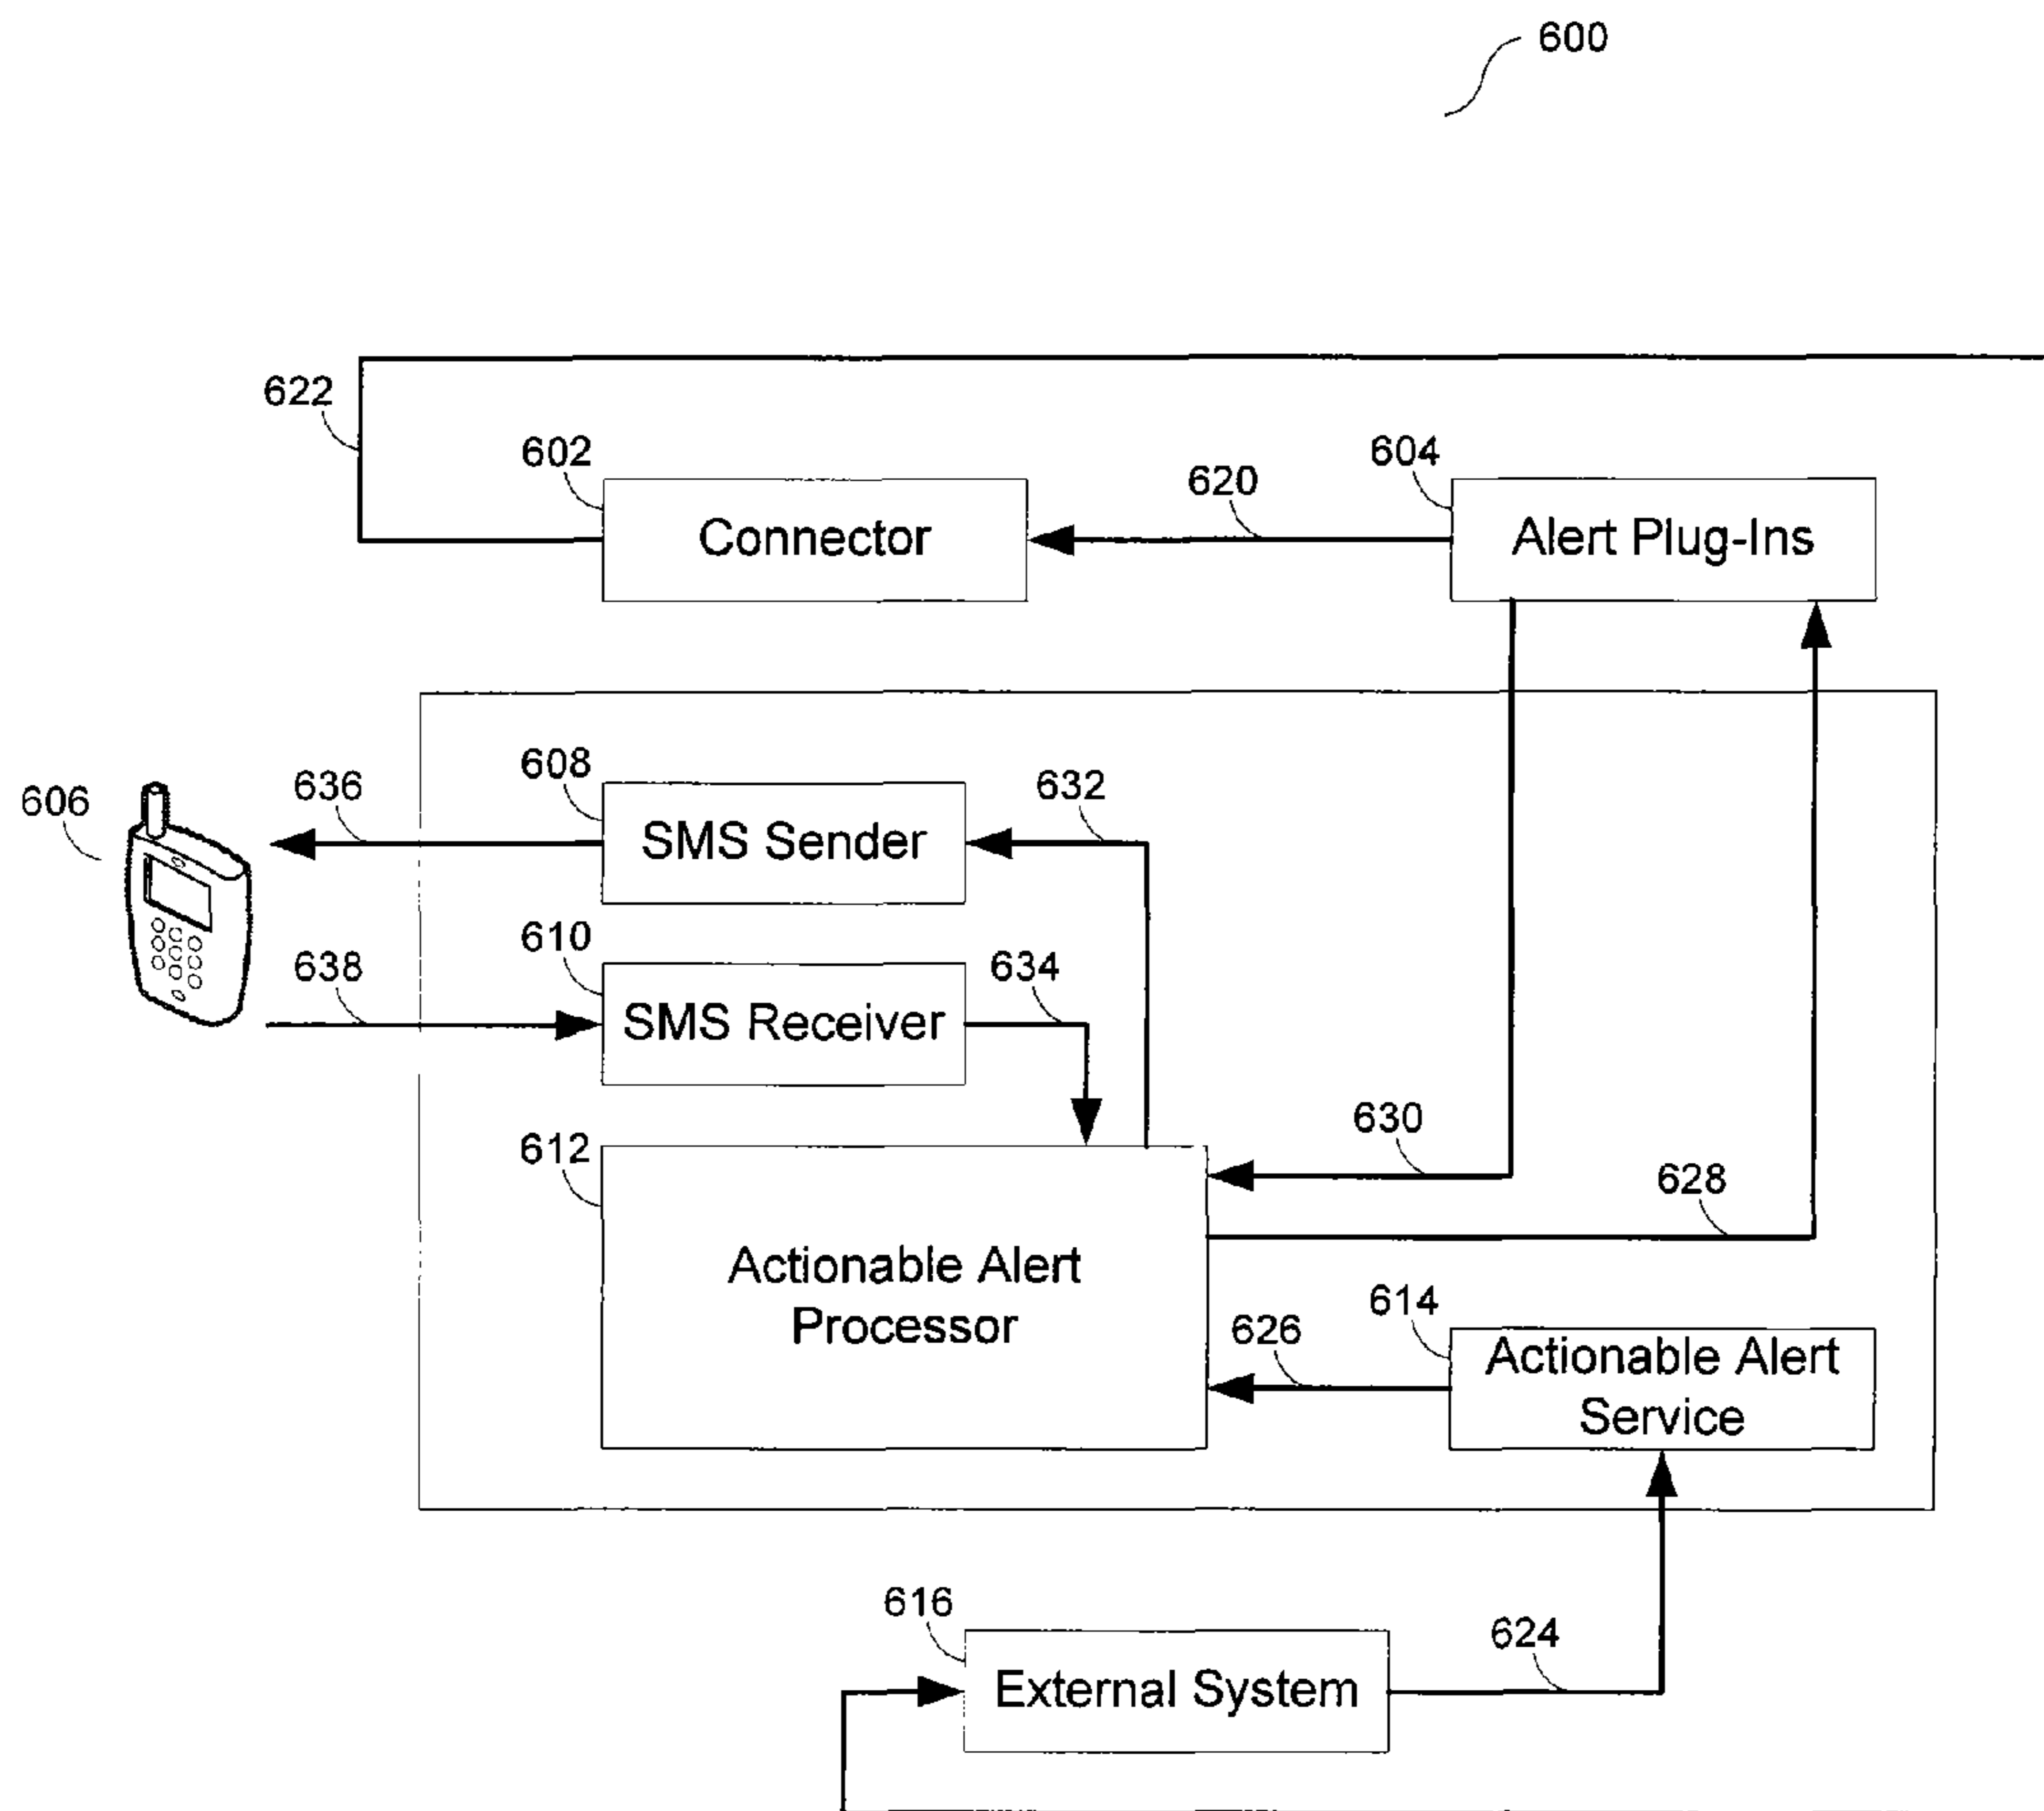 600
622
602
620
604
Connector
Alert Plug-Ins
606
636
608
632
SMS Sender
638
610
634
SMS Receiver
612
630
628
Actionable Alert
Processor
626
614
Actionable Alert
Service
616
624
External System